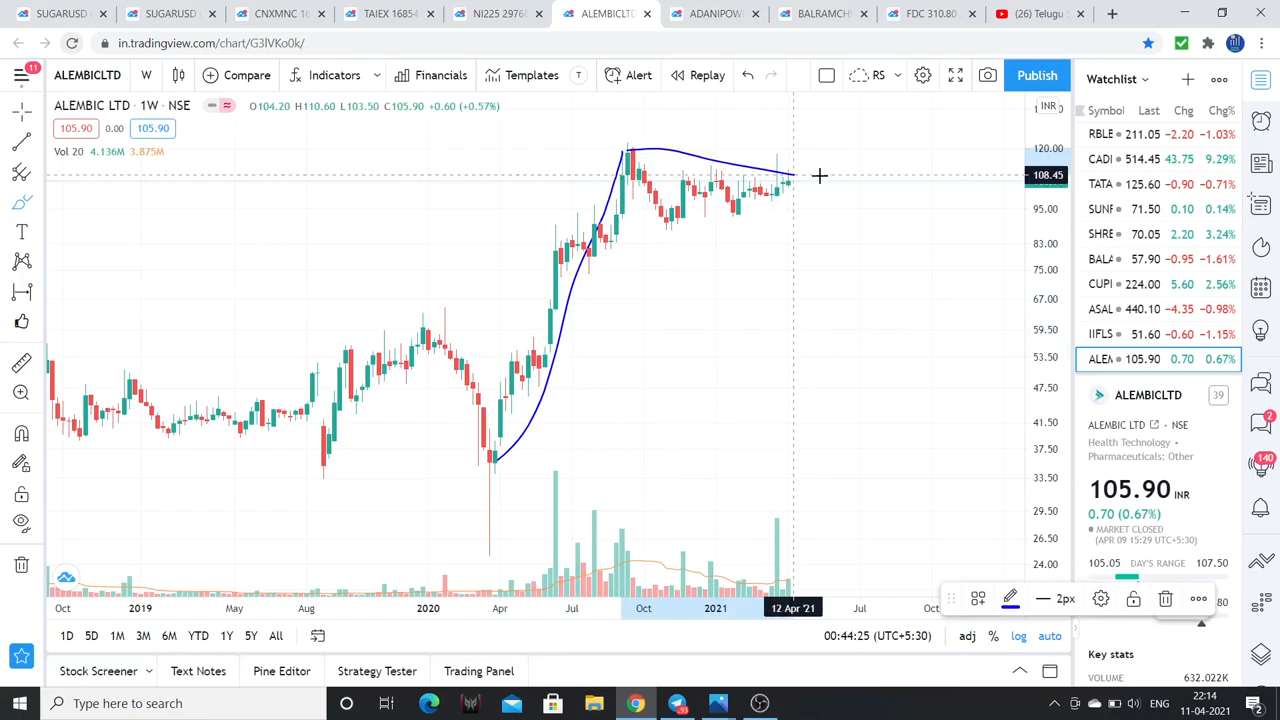 SUGARUSD
SUGARUSD
CNXMNC 16
TAIEX 16854
NI225 29760
ALEMBICLTD
ADANIPOWE
BALRAMCHI
FDC 310.80
(26) Telugu S
in.tradingview.com/chart/G3lVKo0k/
11
ALEMBICLTD W Compare Indicators Financials Templates T Alert Replay RS Publish
Watchlist
ALEMBIC LTD · 1W · NSE O104.20 H110.60 L103.50 C105.90 +0.60 (+0.57%)
INR
105.90 0.00 105.90
Vol 20 4.136M 3.875M
120.00
108.45
95.00
83.00
75.00
67.00
59.50
53.50
47.50
41.50
37.50
33.50
29.50
26.50
24.00
Symbol Last Chg Chg%
RBLE 211.05 −2.20 −1.03%
CADI 514.45 43.75 9.29%
TATA 125.60 −0.90 −0.71%
SUNF 71.50 0.10 0.14%
SHRE 70.05 2.20 3.24%
BALA 57.90 −0.95 −1.61%
CUPI 224.00 5.60 2.56%
ASAL 440.10 −4.35 −0.98%
IIFLS 51.60 −0.60 −1.15%
ALEM 105.90 0.70 0.67%
ALEMBICLTD 39
ALEMBIC LTD · NSE
Health Technology •
Pharmaceuticals: Other
105.90 INR
0.70 (0.67%)
MARKET CLOSED
(APR 09 15:29 UTC+5:30)
105.05 DAY'S RANGE 107.50
2px
Key stats
VOLUME 632.022K
2
140
Oct 2019 May Aug 2020 Apr Jul Oct 2021 12 Apr '21 Jul Oct
1D 5D 1M 3M 6M YTD 1Y 5Y All
00:44:25 (UTC+5:30) adj % log auto
Stock Screener Text Notes Pine Editor Strategy Tester Trading Panel
Type here to search
93
ENG
22:14
11-04-2021
2